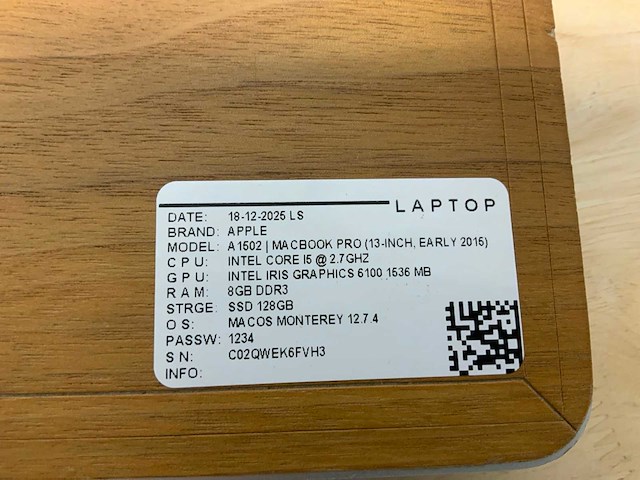 LAPTOP
DATE: 18-12-2025 LS
BRAND: APPLE
MODEL: A1502 | MACBOOK PRO (13-INCH, EARLY 2015)
CPU: INTEL CORE I5 @ 2.7GHZ
GPU: INTEL IRIS GRAPHICS 6100 1536 MB
RAM: 8GB DDR3
STRGE: SSD 128GB
OS: MACOS MONTEREY 12.7.4
PASSW: 1234
SN: C02QWEK6FVH3
INFO: